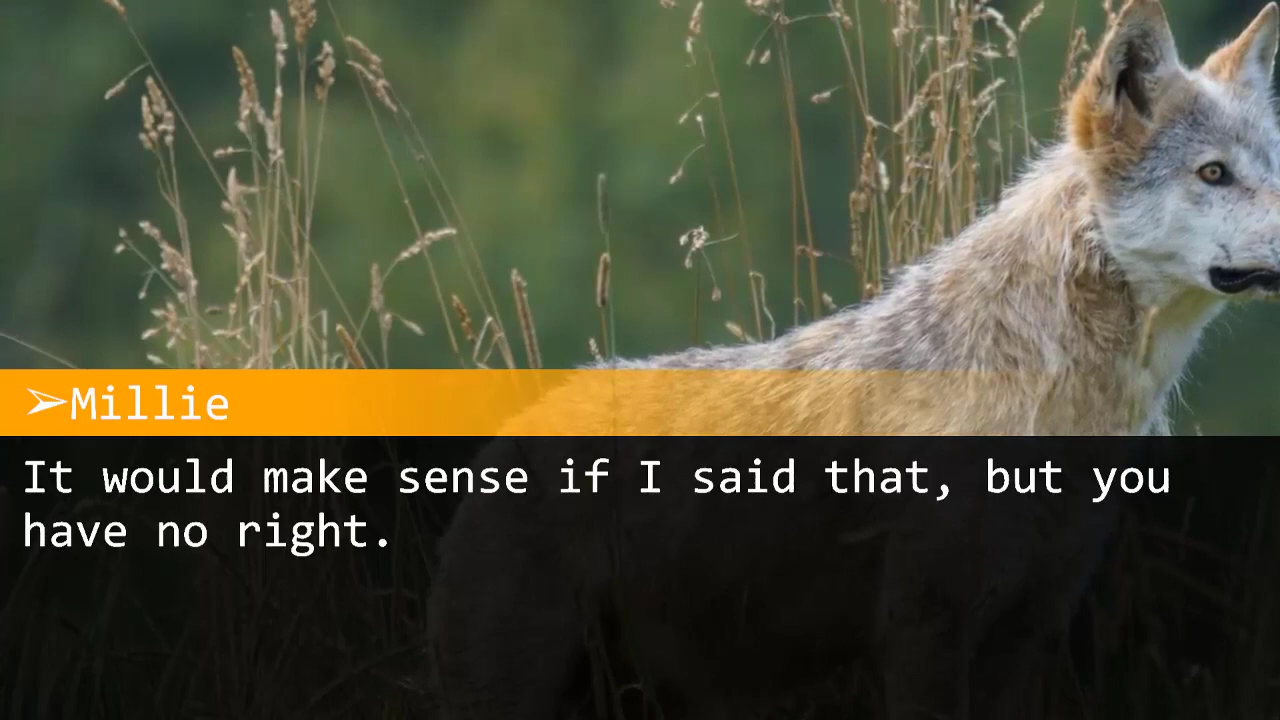 ➢Millie
It would make sense if I said that, but you
have no right.